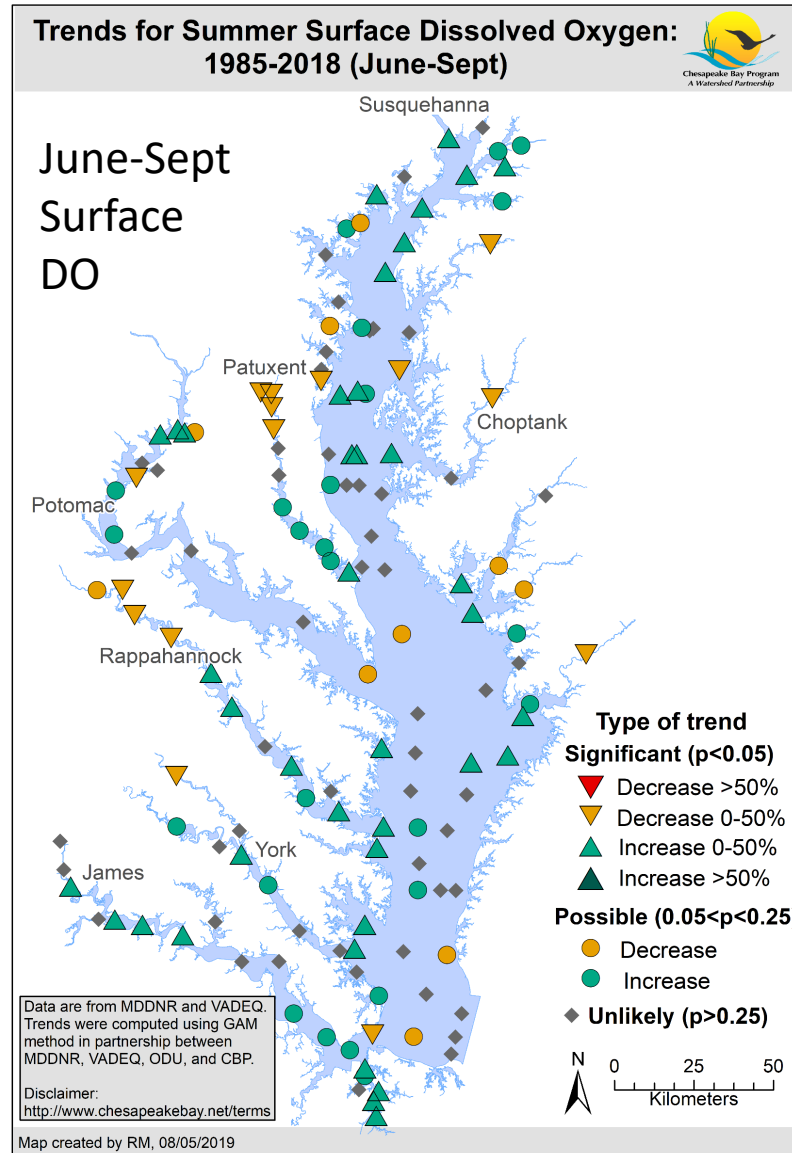 Trends for Summer Surface Dissolved Oxygen:
1985-2018 (June-Sept)
Chesapeake Bay Program
A Watershed Partnership
June-Sept
Surface
DO
Susquehanna
Patuxent
Choptank
Potomac
Rappahannock
York
James
Type of trend
Significant (p<0.05)
Decrease >50%
Decrease 0-50%
Increase 0-50%
Increase >50%
Possible (0.05<p<0.25
Decrease
Increase
Unlikely (p>0.25)
N
0 25 50
Kilometers
Data are from MDDNR and VADEQ.
Trends were computed using GAM
method in partnership between
MDDNR, VADEQ, ODU, and CBP.
Disclaimer:
http://www.chesapeakebay.net/terms
Map created by RM, 08/05/2019